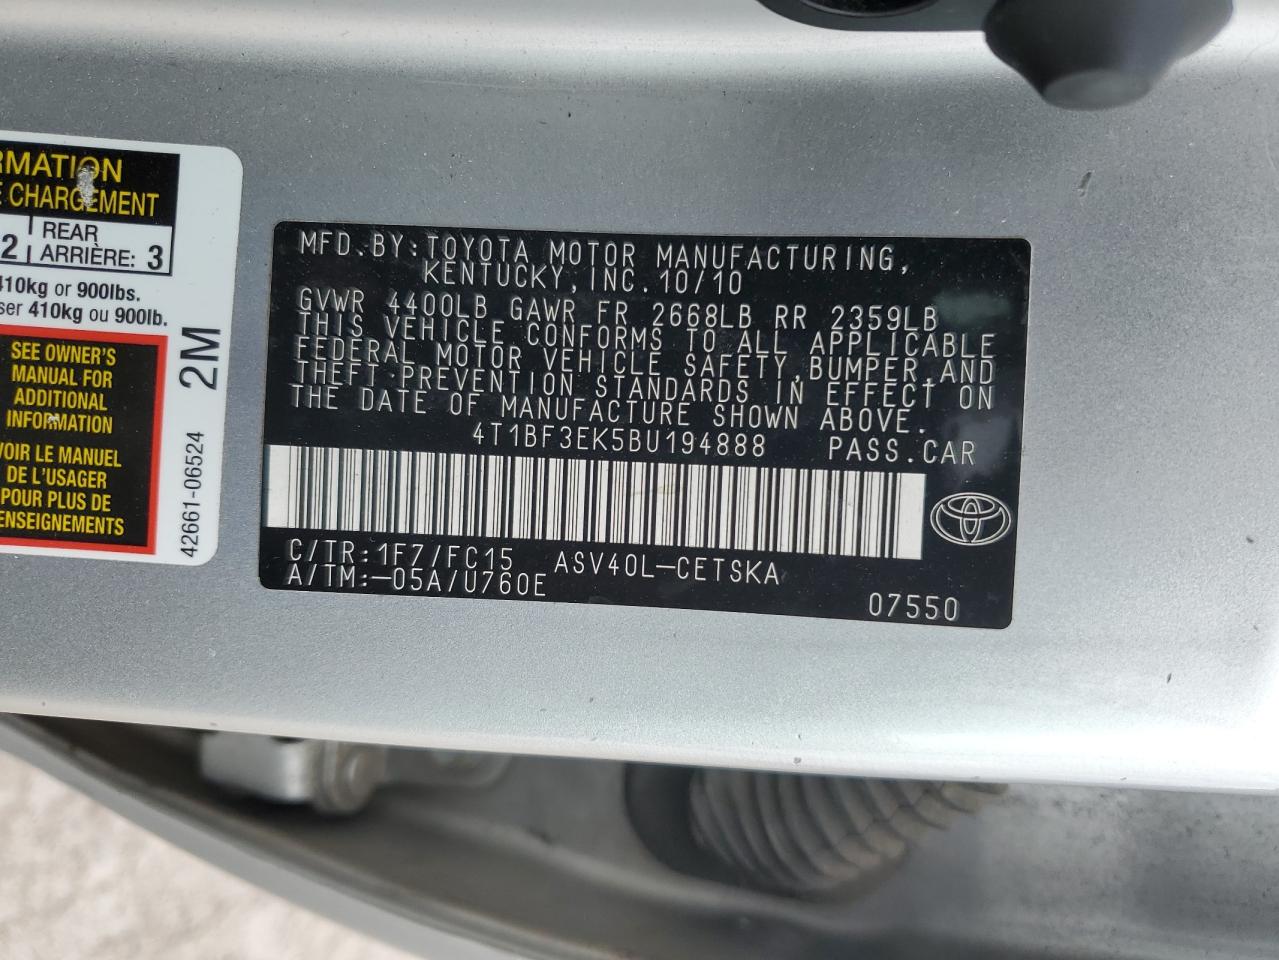 RMATION
E CHARGEMENT
2 REAR
ARRIÈRE: 3
410kg or 900lbs.
ser 410kg ou 900lb.
SEE OWNER'S
MANUAL FOR
ADDITIONAL
INFORMATION
VOIR LE MANUEL
DE L'USAGER
POUR PLUS DE
ENSEIGNEMENTS
2M
42661-06524
MFD.BY:TOYOTA MOTOR MANUFACTURING,
KENTUCKY,INC.10/10
GVWR 4400LB GAWR FR 2668LB RR 2359LB
THIS VEHICLE CONFORMS TO ALL APPLICABLE
FEDERAL MOTOR VEHICLE SAFETY,BUMPER,AND
THEFT PREVENTION STANDARDS IN EFFECT ON
THE DATE OF MANUFACTURE SHOWN ABOVE.
4T1BF3EK5BU194888 PASS.CAR
C/TR:1F7/FC15 ASV40L-CETSKA
A/TM:-05A/U760E
07550